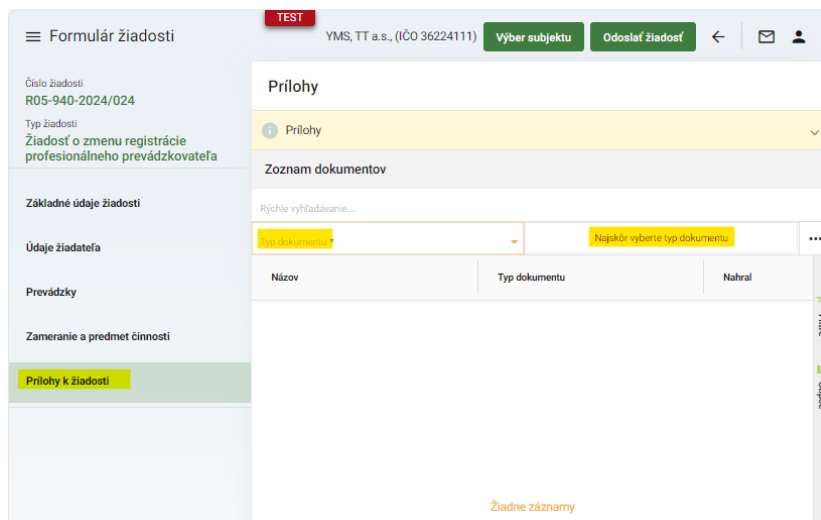 TEST
Formulár žiadosti
YMS, TT a.s., (IČO 36224111)
Výber subjektu
Odoslať žiadosť
Číslo žiadosti
R05-940-2024/024
Typ žiadosti
Žiadosť o zmenu registrácie
profesionálneho prevádzkovateľa
Základné údaje žiadosti
Údaje žiadateľa
Prevádzky
Zameranie a predmet činnosti
Prílohy k žiadosti
Prílohy
Prílohy
Zoznam dokumentov
Rýchle vyhľadávanie ...
Typ dokumentu *
Najskôr vyberte typ dokumentu
Názov
Typ dokumentu
Nahral
Žiadne záznamy